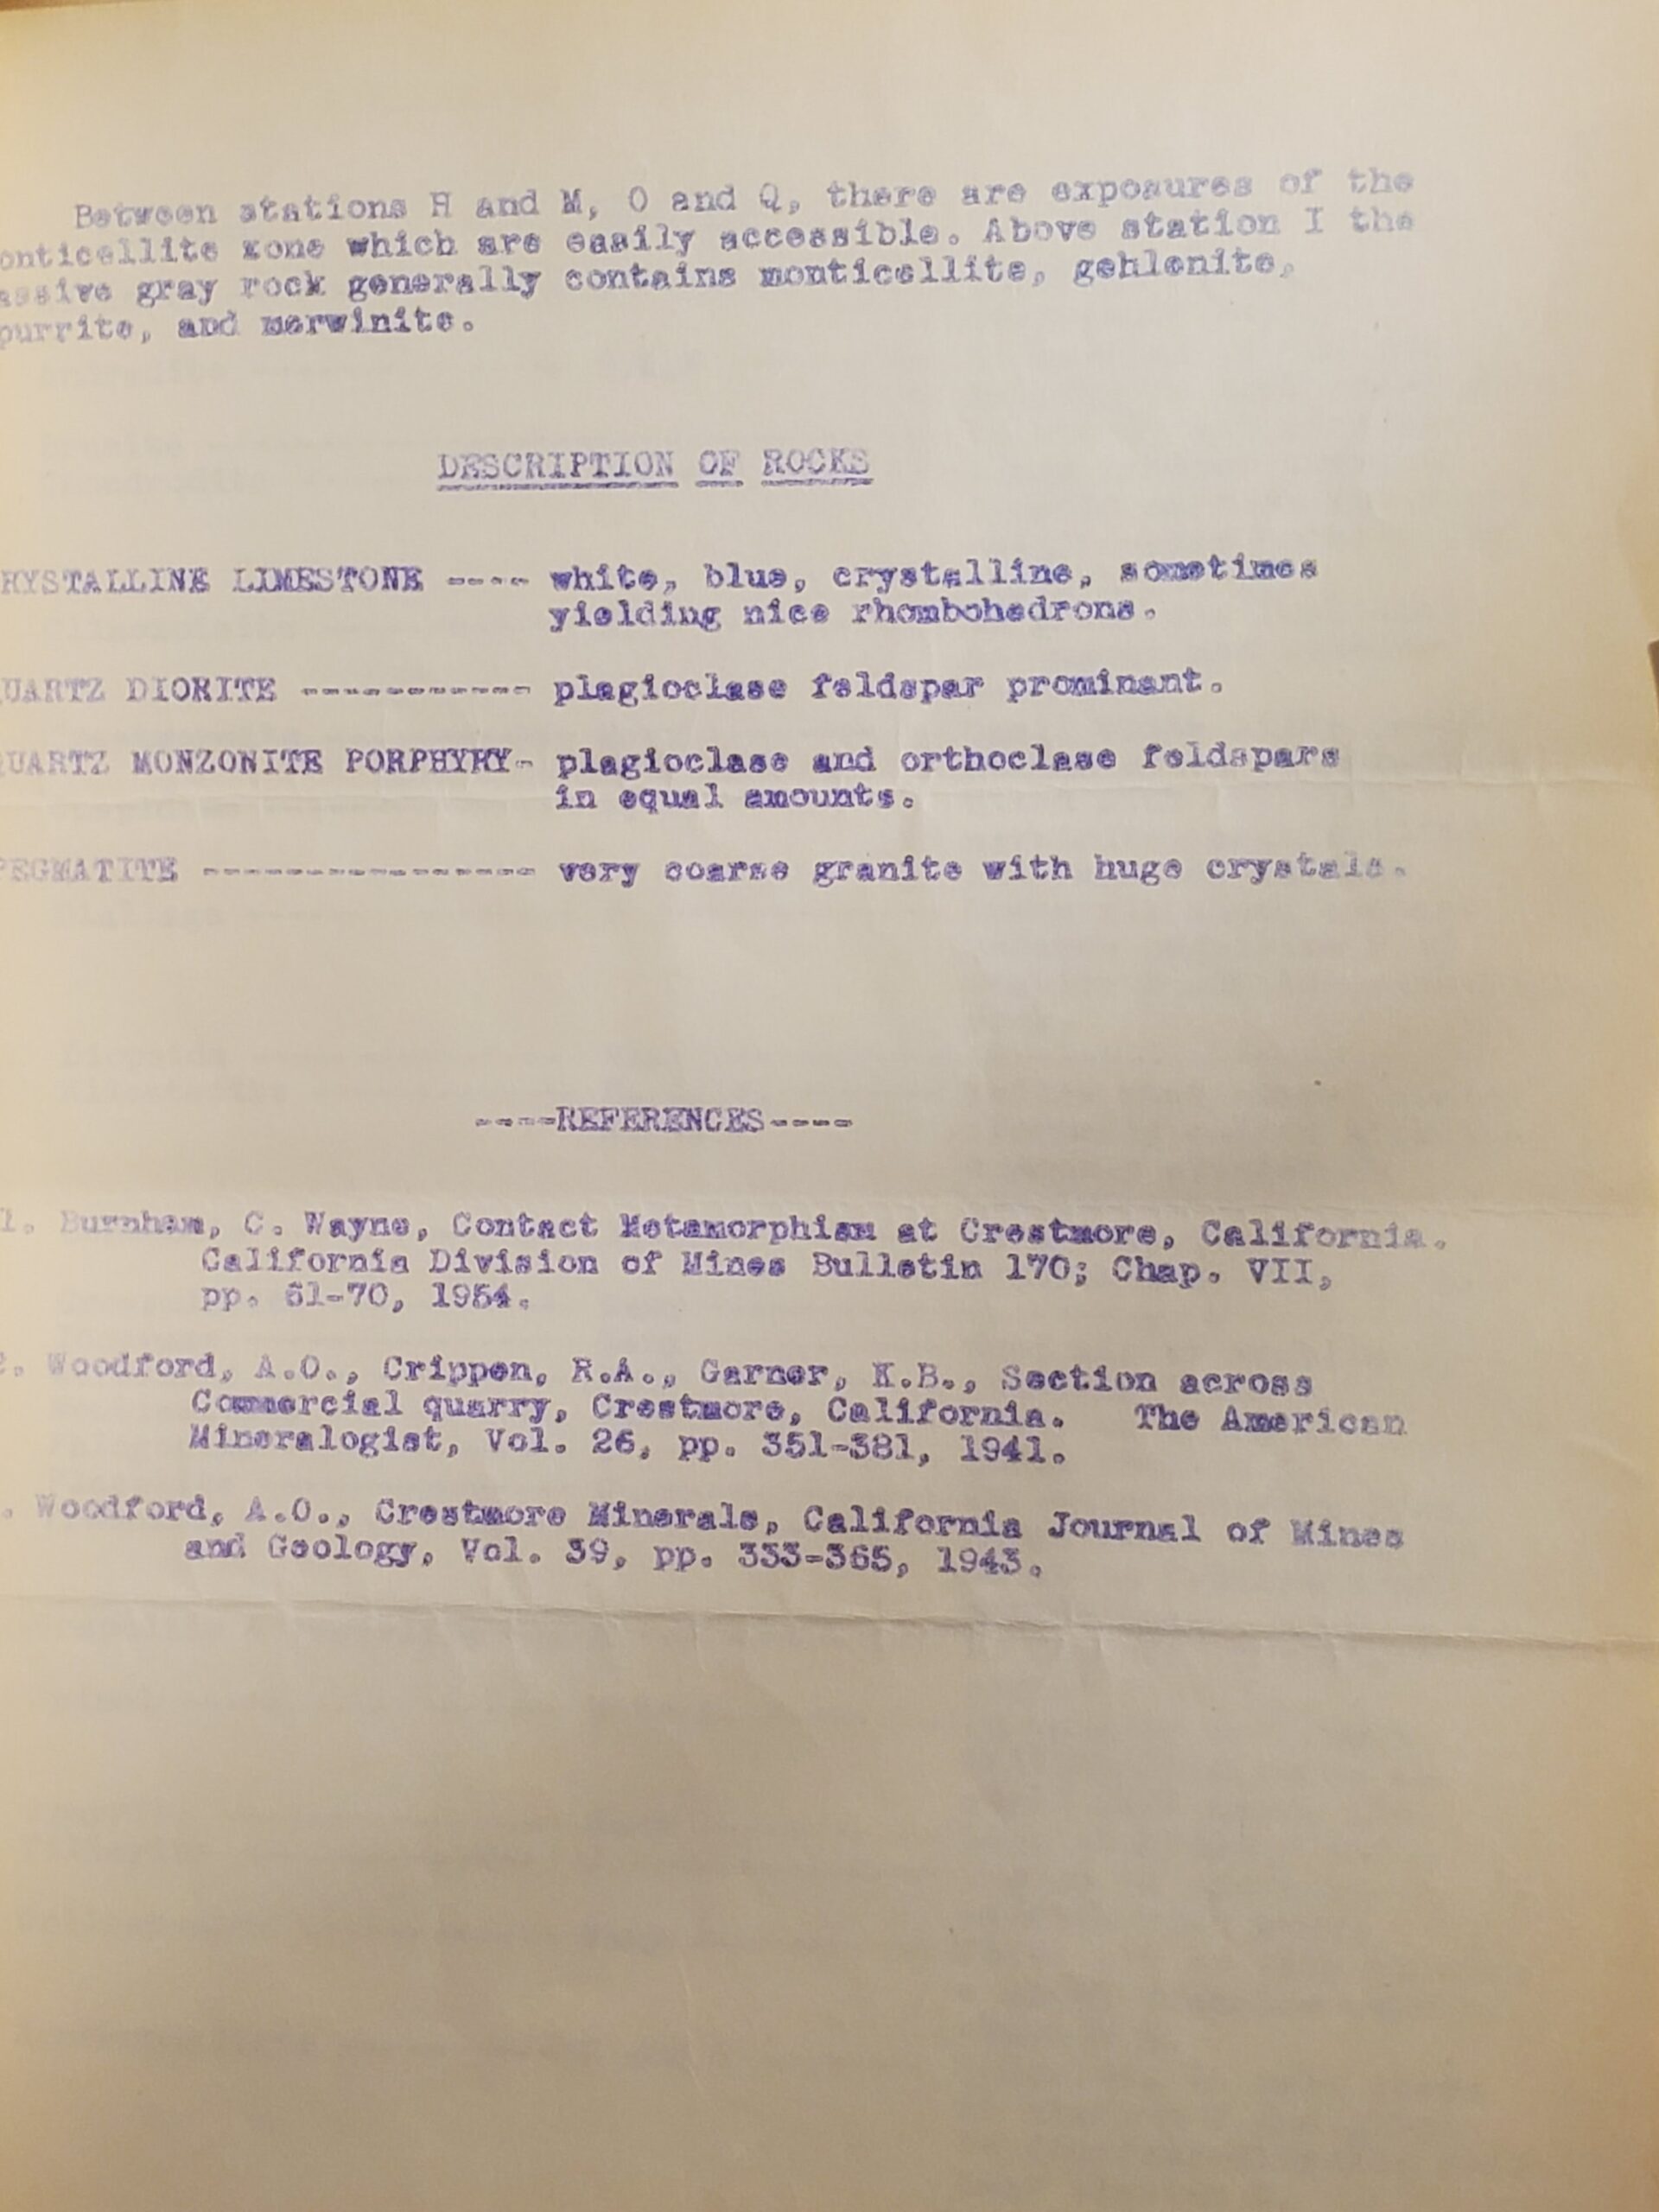 Between stations H and M, O and Q, there are exposures of the
onticellite zone which are easily accessible. Above station I the
assive gray rock generally contains monticellite, gehlenite,
purrite, and merwinite.
DESCRIPTION OF ROCKS
RYSTALLINE LIMESTONE ---- white, blue, crystalline, sometimes
yielding nice rhombohedrons.
UARTZ DIORITE ------------ plagioclase feldspar prominant.
QUARTZ MONZONITE PORPHYRY- plagioclase and orthoclase feldspars
in equal amounts.
PEGMATITE ----------------- very coarse granite with huge crystals.
----REFERENCES----
1. Burnham, C. Wayne, Contact Metamorphism at Crestmore, California.
California Division of Mines Bulletin 170; Chap. VII,
pp. 61-70, 1954.
2. Woodford, A.O., Crippen, R.A., Garner, K.B., Section across
Commercial quarry, Crestmore, California. The American
Mineralogist, Vol. 26, pp. 351-381, 1941.
. Woodford, A.O., Crestmore Minerals, California Journal of Mines
and Geology, Vol. 39, pp. 333-365, 1943.